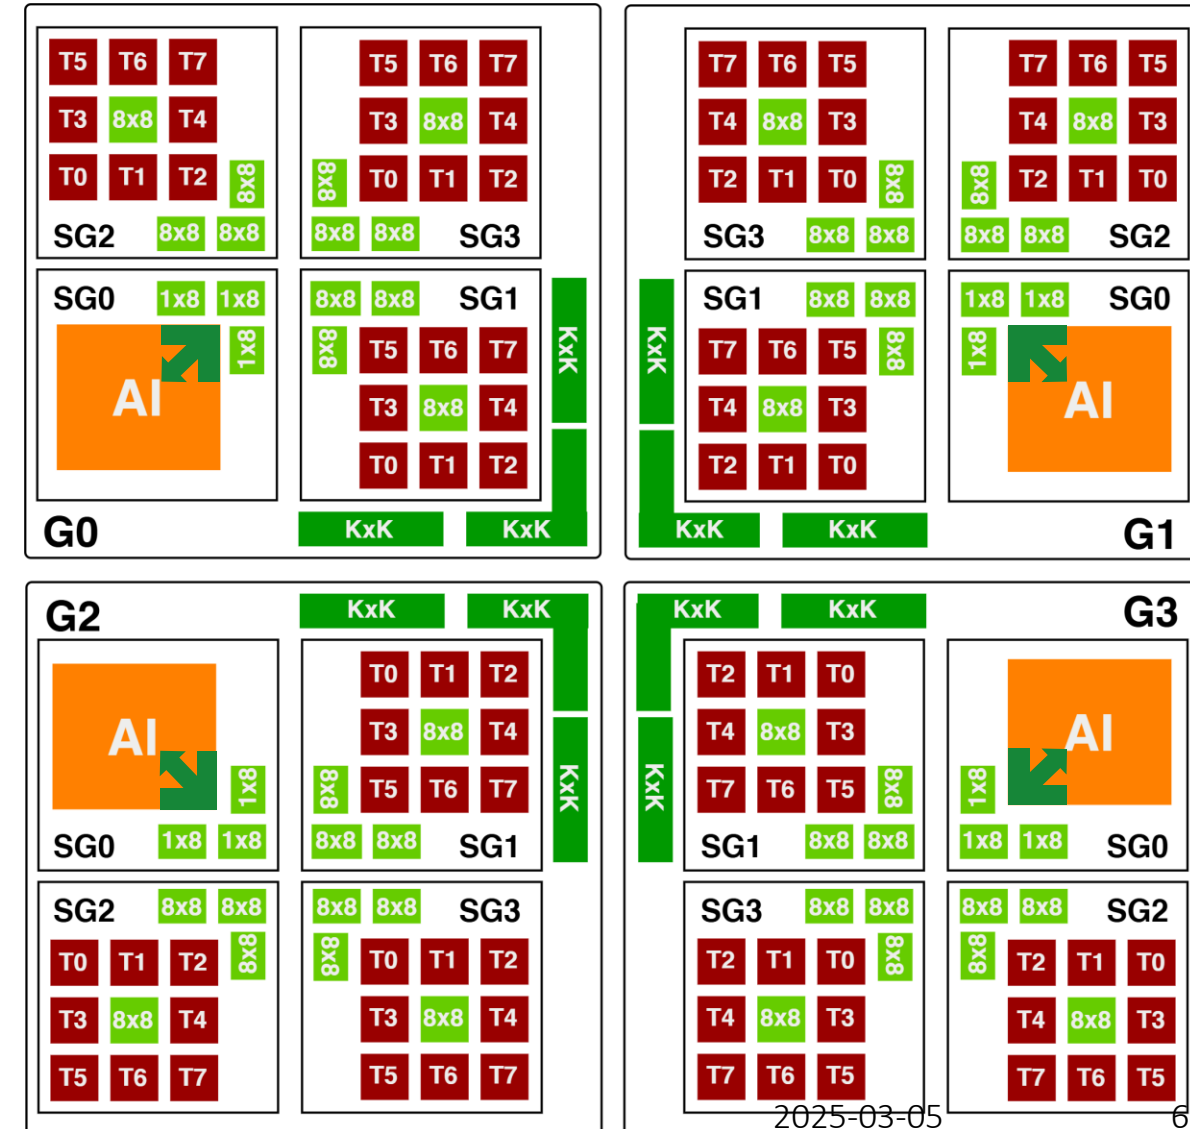 T5 T6 T7
T3 8x8 T4
T0 T1 T2 8x8
SG2 8x8 8x8
T5 T6 T7
T3 8x8 T4
8x8 T0 T1 T2
8x8 8x8 SG3
SG0 1x8 1x8
1x8
AI
8x8 8x8 SG1
8x8 T5 T6 T7
T3 8x8 T4
T0 T1 T2
KxK
G0 KxK KxK
T7 T6 T5
T4 8x8 T3
T2 T1 T0 8x8
SG3 8x8 8x8
T7 T6 T5
T4 8x8 T3
8x8 T2 T1 T0
8x8 8x8 SG2
KxK
SG1 8x8 8x8
T7 T6 T5 8x8
T4 8x8 T3
T2 T1 T0
1x8 1x8 SG0
1x8
AI
KxK KxK G1
G2 KxK KxK
AI
1x8
SG0 1x8 1x8
T0 T1 T2
T3 8x8 T4
8x8 T5 T6 T7
8x8 8x8 SG1
KxK
SG2 8x8 8x8
8x8
T0 T1 T2
T3 8x8 T4
T5 T6 T7
8x8 8x8 SG3
8x8 T0 T1 T2
T3 8x8 T4
T5 T6 T7
KxK KxK G3
KxK
T2 T1 T0
T4 8x8 T3
T7 T6 T5 8x8
SG1 8x8 8x8
AI
1x8
1x8 1x8 SG0
SG3 8x8 8x8
T2 T1 T0 8x8
T4 8x8 T3
T7 T6 T5
8x8 8x8 SG2
8x8 T2 T1 T0
T4 8x8 T3
T7 T6 T5
2025-03-05 6